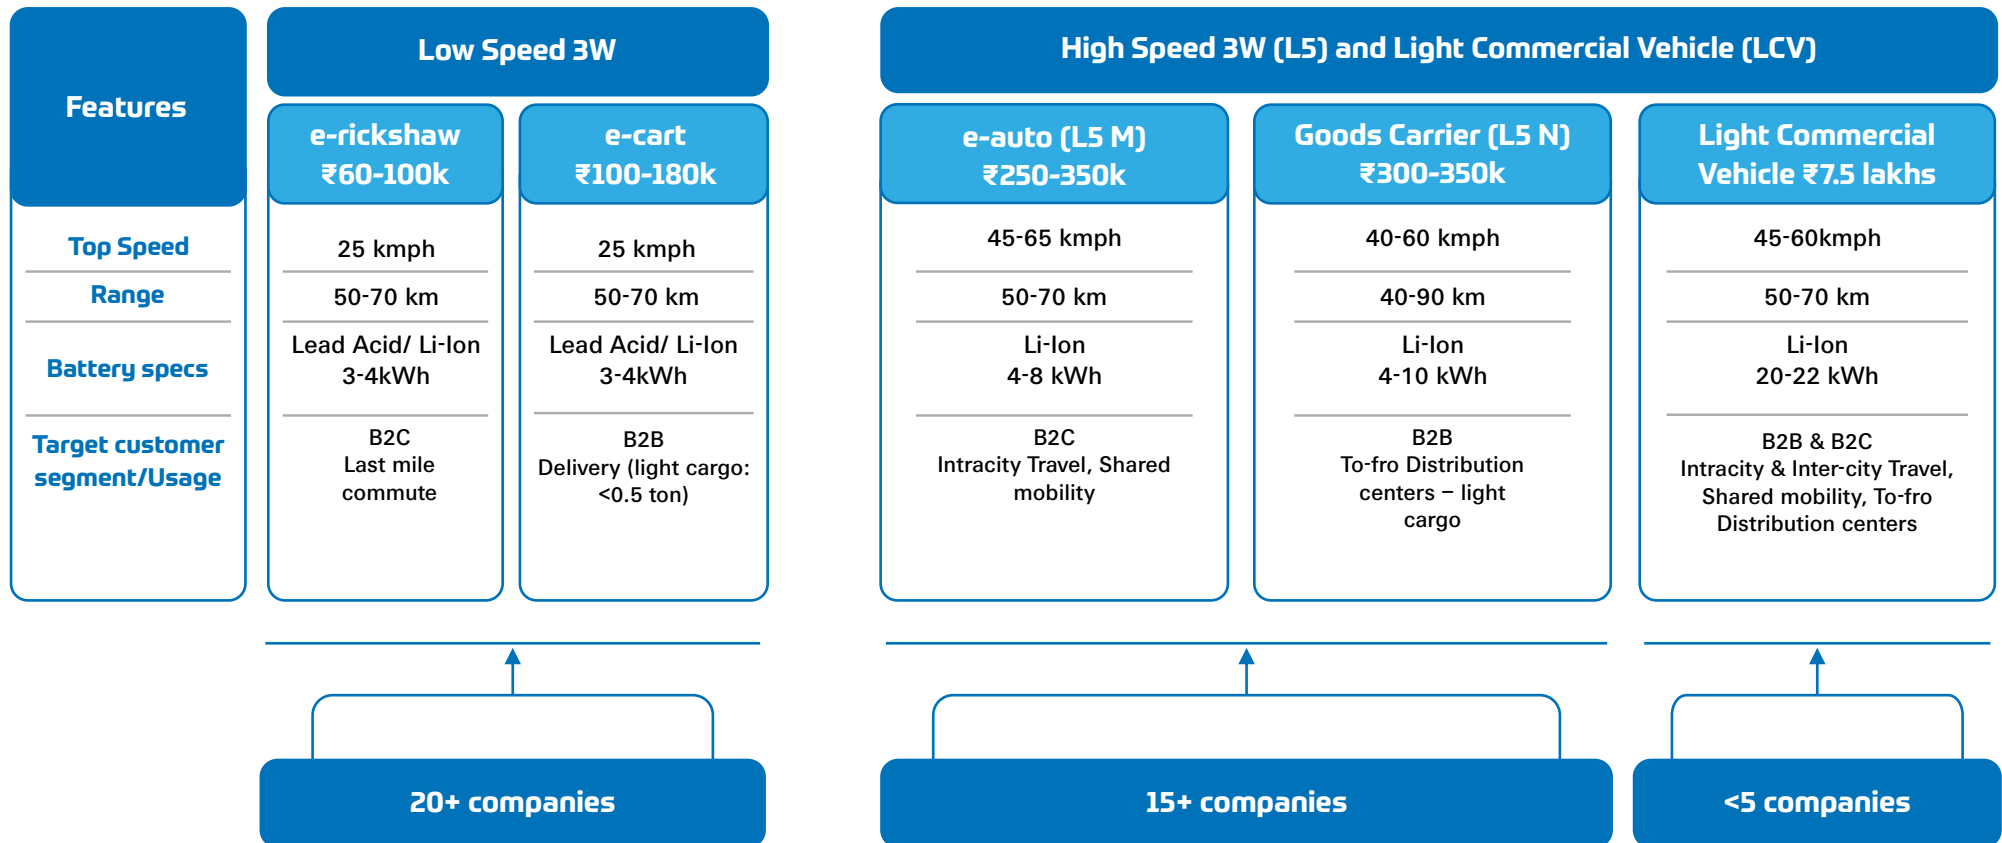 Features
Low Speed 3W
High Speed 3W (L5) and Light Commercial Vehicle (LCV)
e-rickshaw
₹60-100k
e-cart
₹100-180k
e-auto (L5 M)
₹250-350k
Goods Carrier (L5 N)
₹300-350k
Light Commercial
Vehicle ₹7.5 lakhs
Top Speed
25 kmph
25 kmph
45-65 kmph
40-60 kmph
45-60kmph
Range
50-70 km
50-70 km
50-70 km
40-90 km
50-70 km
Battery specs
Lead Acid/ Li-Ion
3-4kWh
Lead Acid/ Li-Ion
3-4kWh
Li-Ion
4-8 kWh
Li-Ion
4-10 kWh
Li-Ion
20-22 kWh
Target customer
segment/Usage
B2C
Last mile
commute
B2B
Delivery (light cargo:
<0.5 ton)
B2C
Intracity Travel, Shared
mobility
B2B
To-fro Distribution
centers – light
cargo
B2B & B2C
Intracity & Inter-city Travel,
Shared mobility, To-fro
Distribution centers
20+ companies
15+ companies
<5 companies